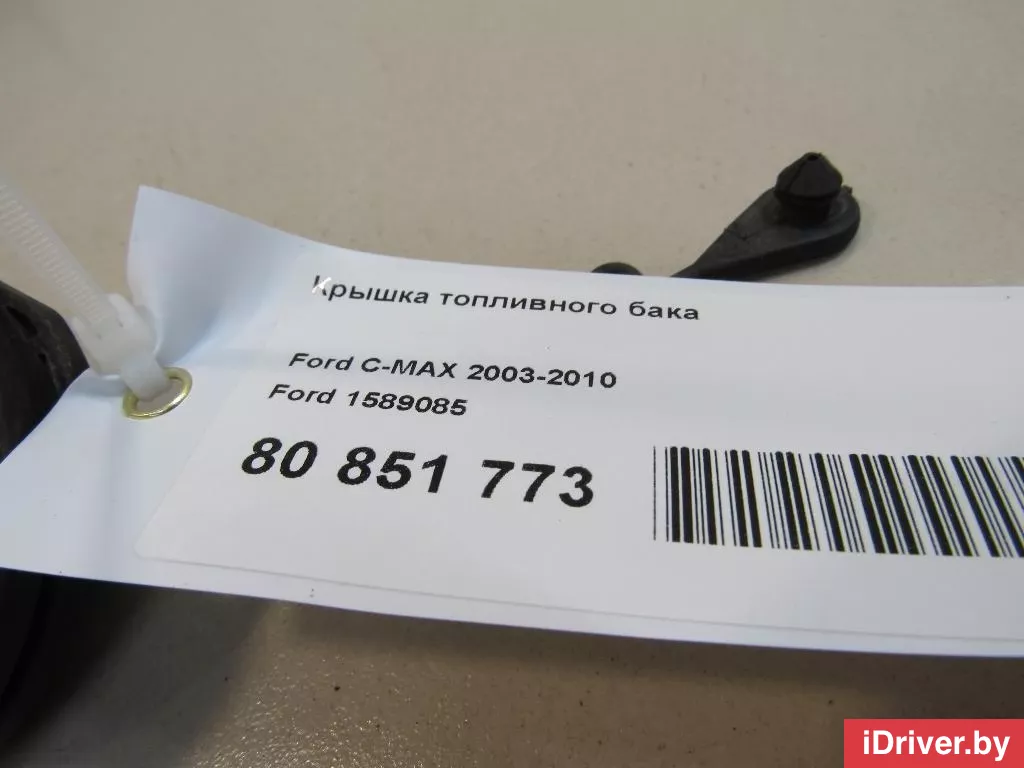 Крышка топливного бака
Ford C-MAX 2003-2010
Ford 1589085
80 851 773
iDriver.by